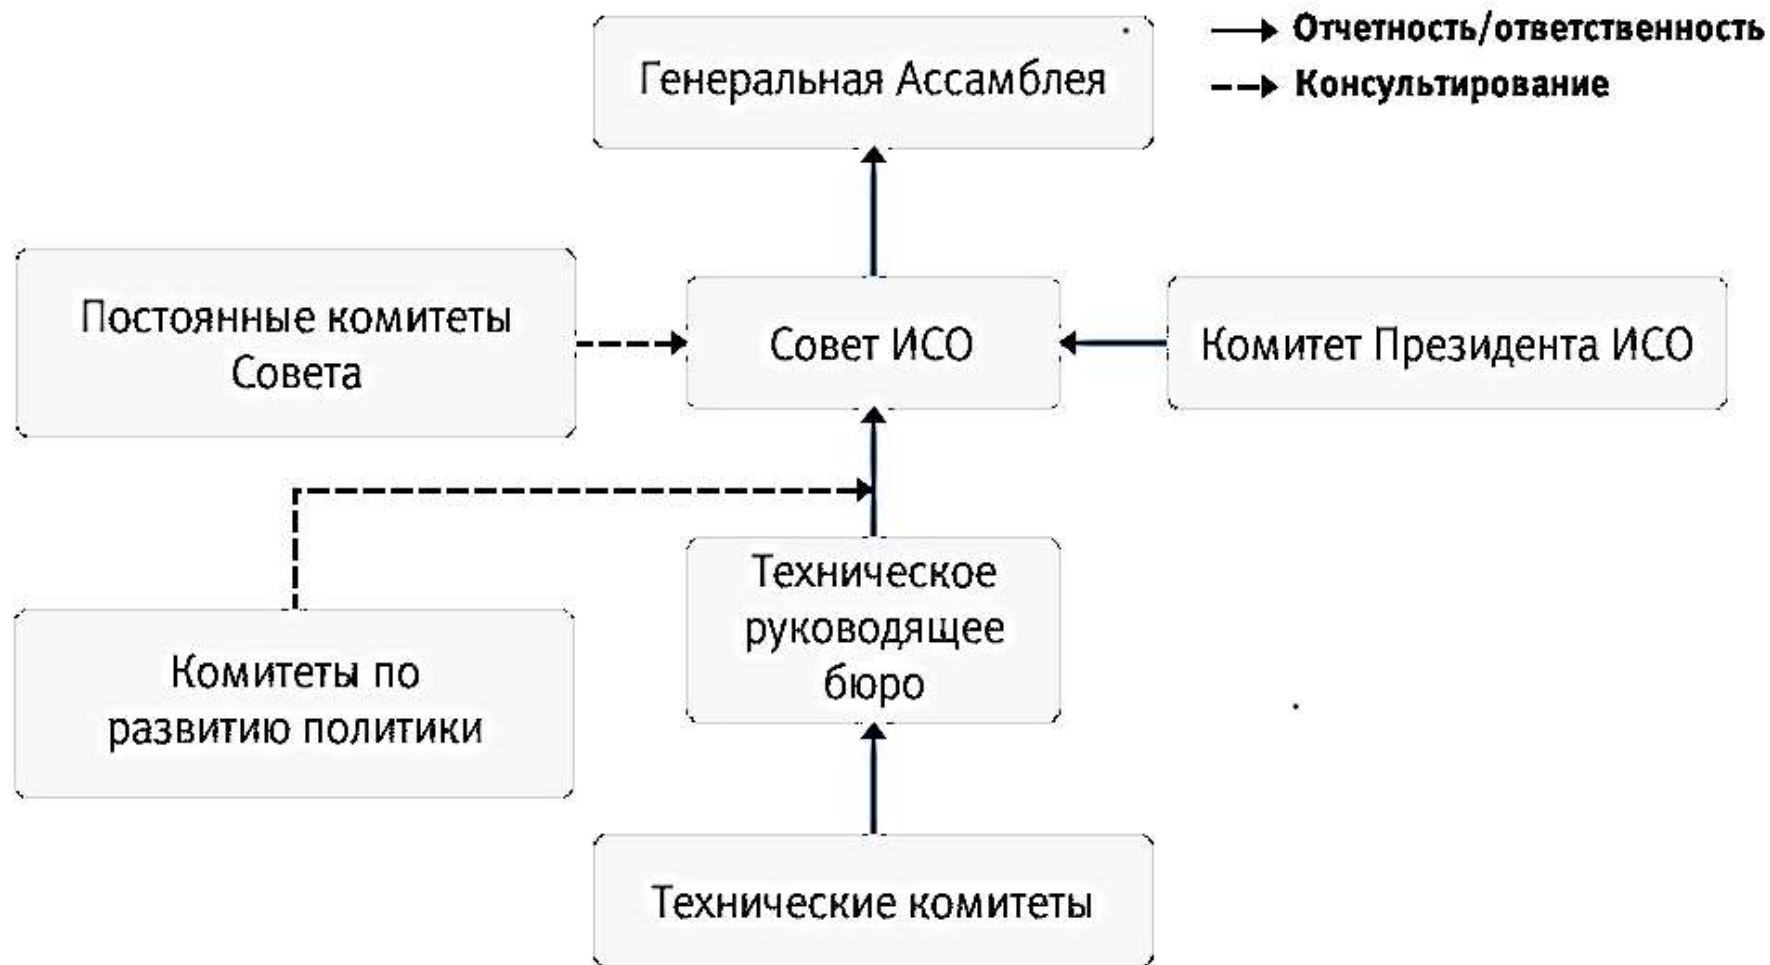 Генеральная Ассамблея
Отчетность/ответственность
Консультирование
Постоянные комитеты
Совета
Совет ИСО
Комитет Президента ИСО
Комитеты по
развитию политики
Техническое
руководящее
бюро
Технические комитеты